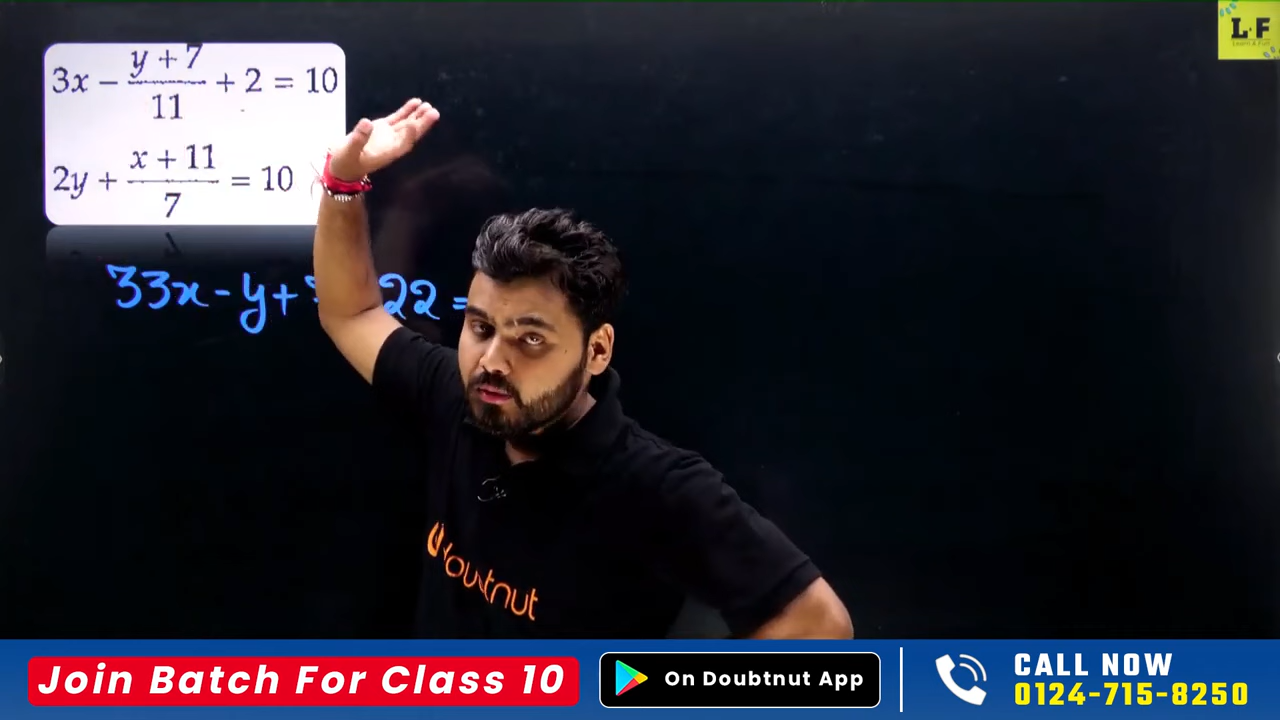 L·F
3x − (y + 7)/11 + 2 = 10
2y + (x + 11)/7 = 10
33x - y + 22 =
doubtnut
Join Batch For Class 10
On Doubtnut App
CALL NOW
0124-715-8250